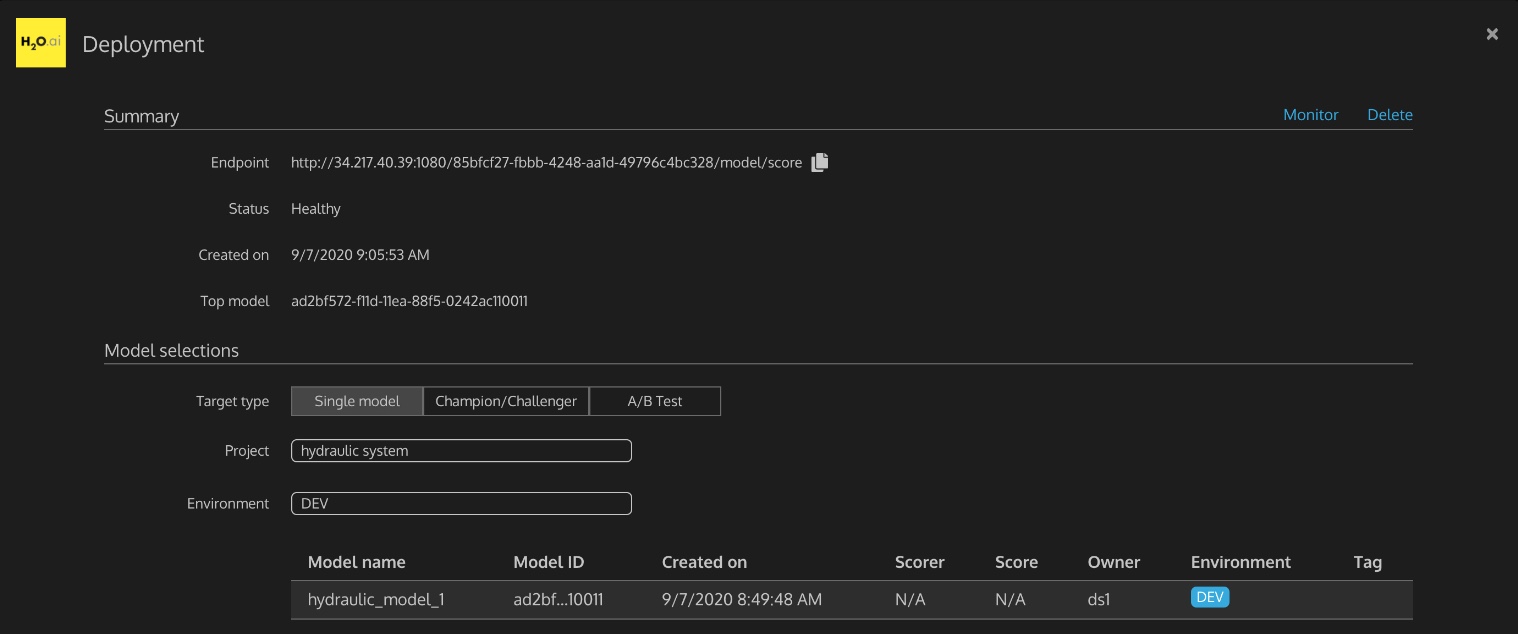 H2O.ai Deployment
Summary Monitor Delete
Endpoint http://34.217.40.39:1080/85bfcf27-fbbb-4248-aa1d-49796c4bc328/model/score
Status Healthy
Created on 9/7/2020 9:05:53 AM
Top model ad2bf572-f11d-11ea-88f5-0242ac110011
Model selections
Target type Single model Champion/Challenger A/B Test
Project hydraulic system
Environment DEV
Model name Model ID Created on Scorer Score Owner Environment Tag
hydraulic_model_1 ad2bf...10011 9/7/2020 8:49:48 AM N/A N/A ds1 DEV